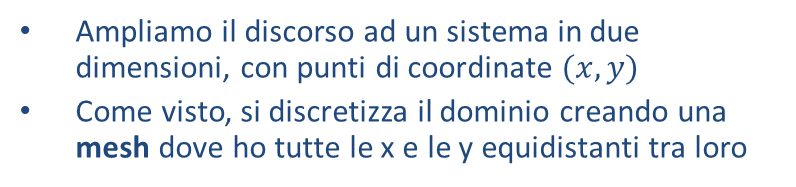 • Ampliamo il discorso ad un sistema in due
dimensioni, con punti di coordinate (x, y)
• Come visto, si discretizza il dominio creando una
mesh dove ho tutte le x e le y equidistanti tra loro